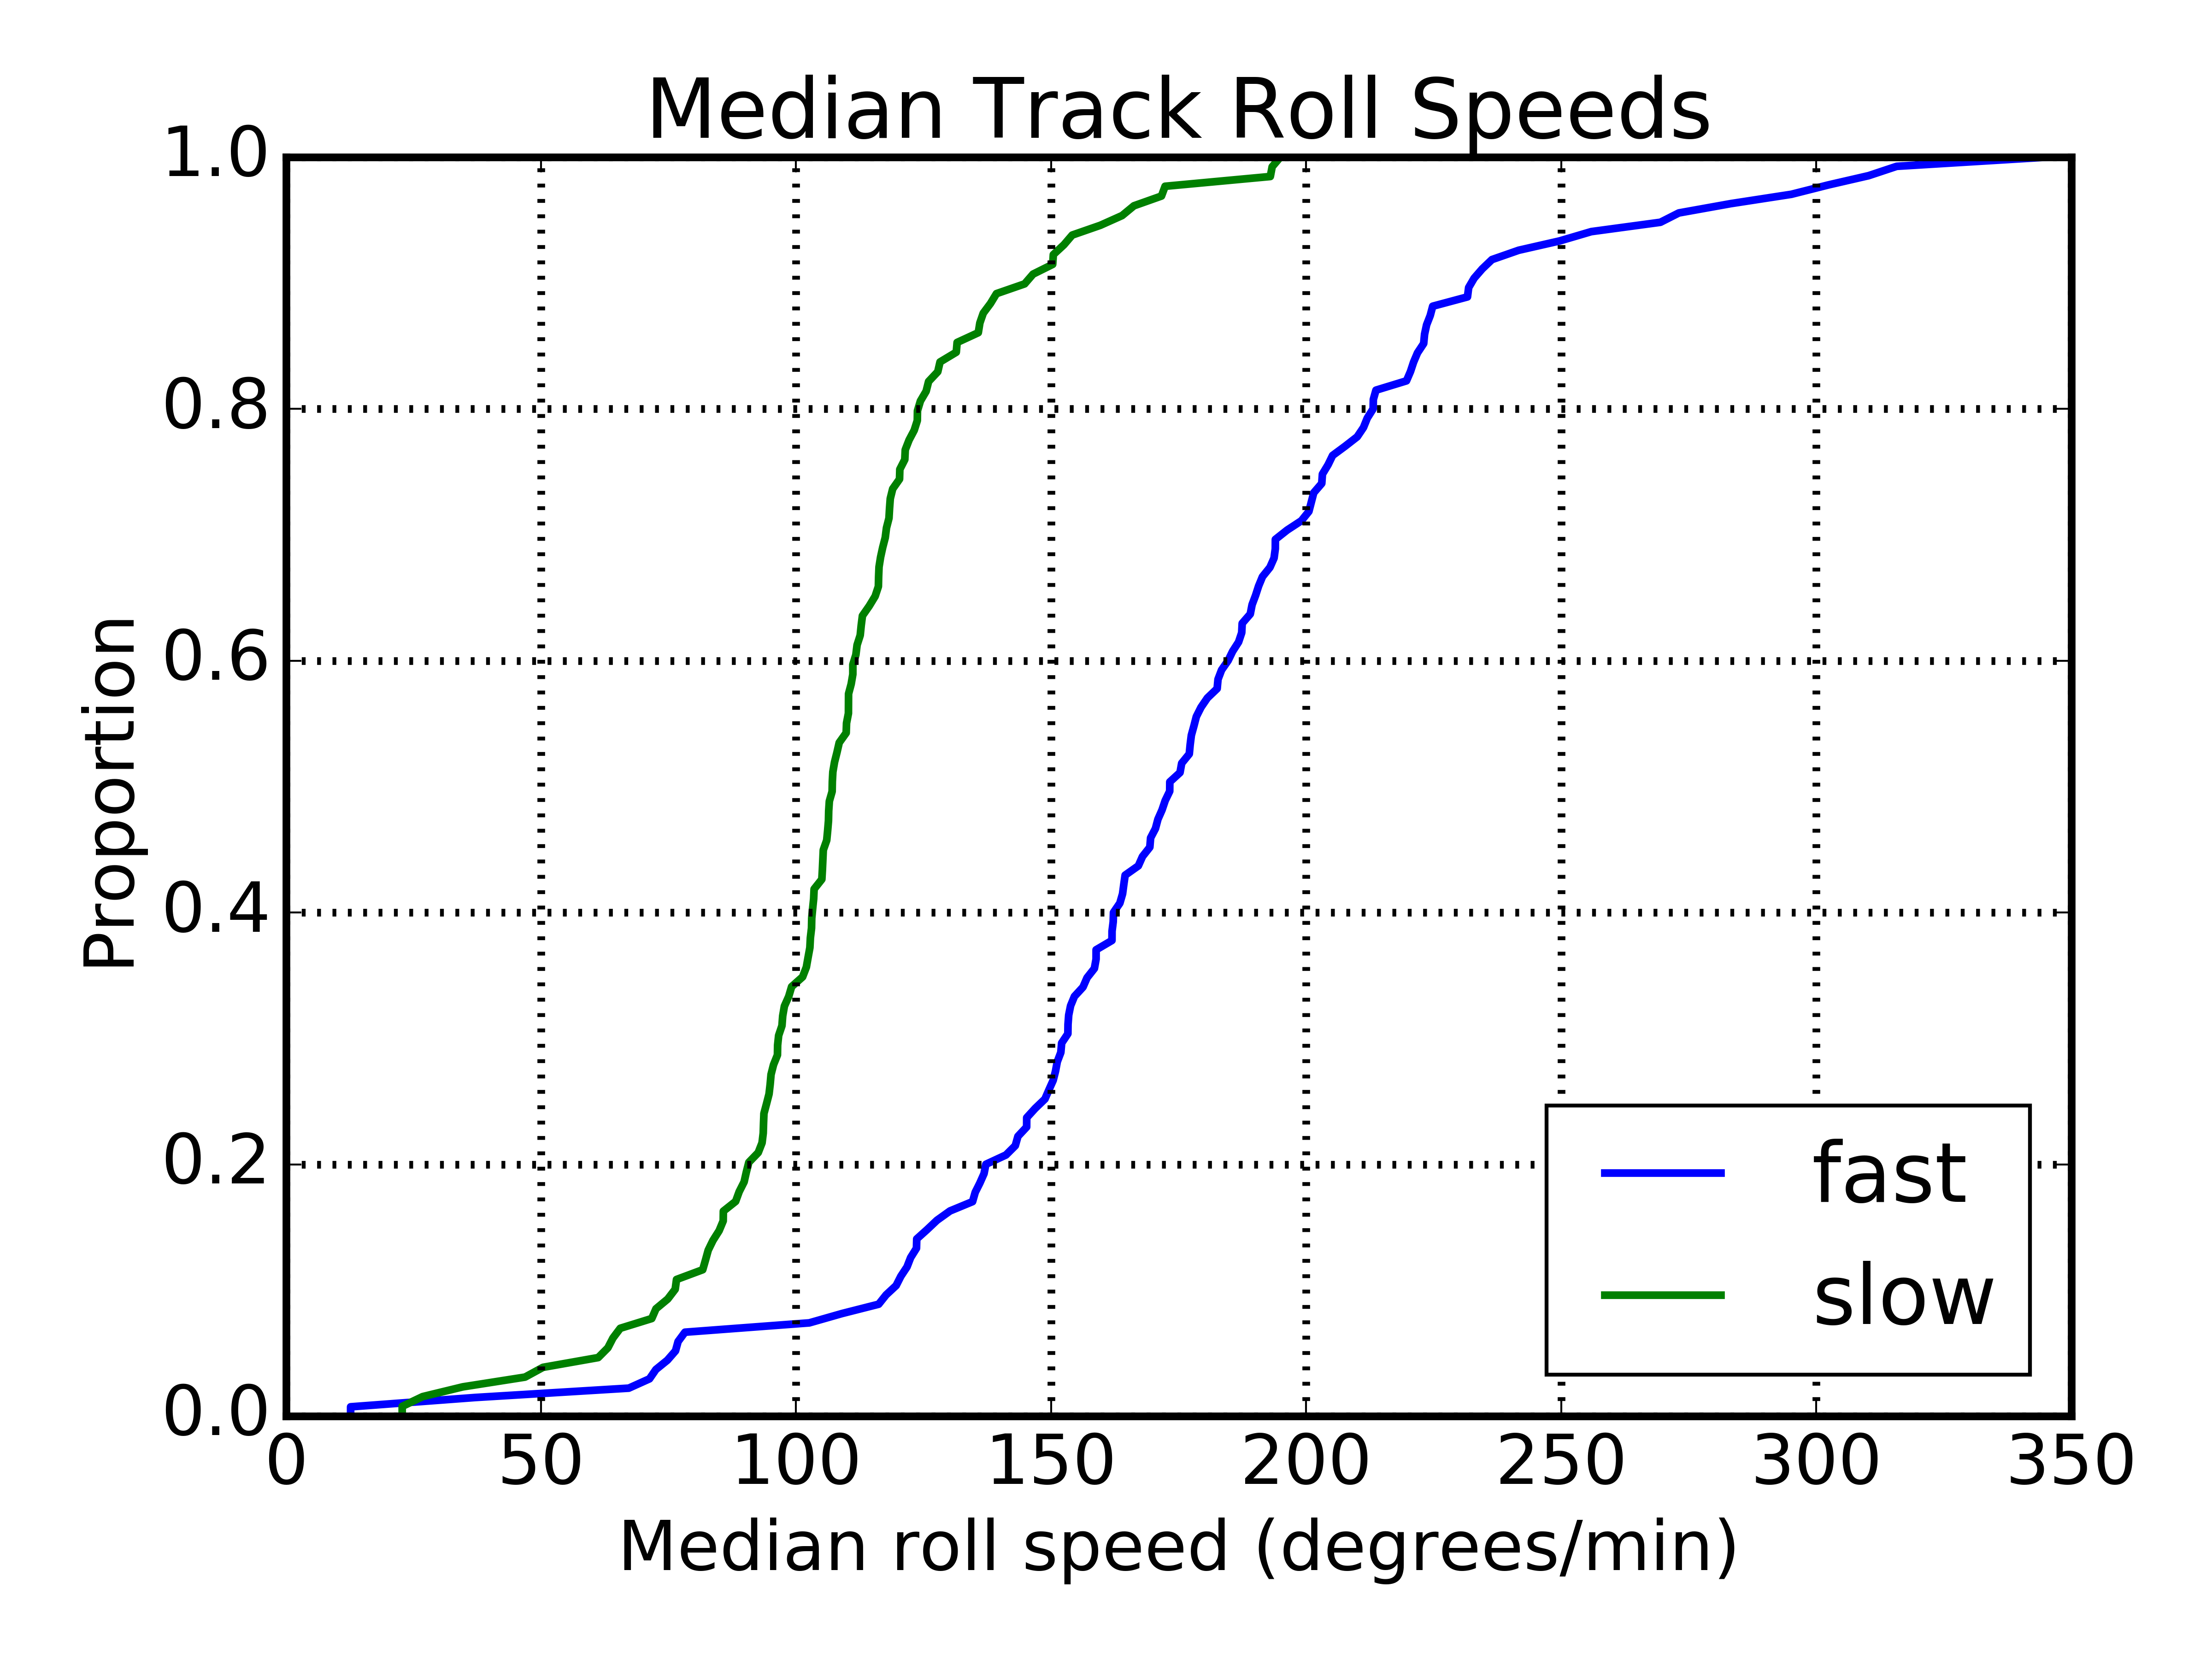 Median Track Roll Speeds
1.0
0.8
0.6
0.4
0.2
0.0
Proportion
0 50 100 150 200 250 300 350
Median roll speed (degrees/min)
fast
slow